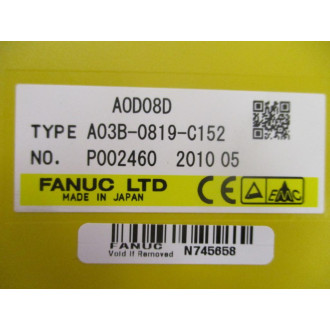 AOD08D
TYPE A03B-0819-C152
NO. P002460 2010 05
FANUC LTD
MADE IN JAPAN
CE
EMC
FANUC
Void If Removed N745658